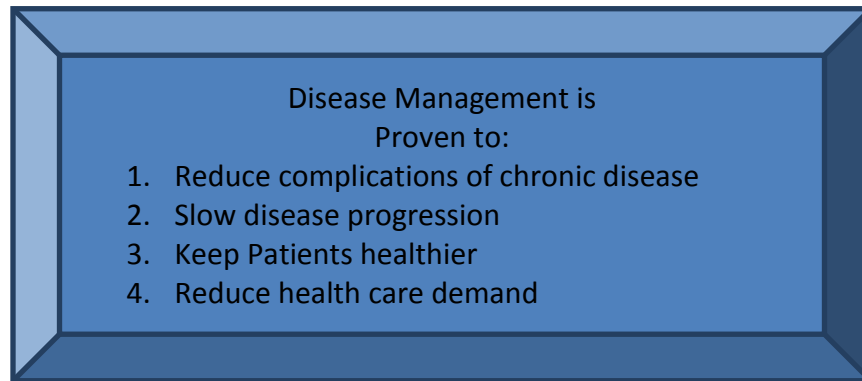 Disease Management is
Proven to:
1. Reduce complications of chronic disease
2. Slow disease progression
3. Keep Patients healthier
4. Reduce health care demand